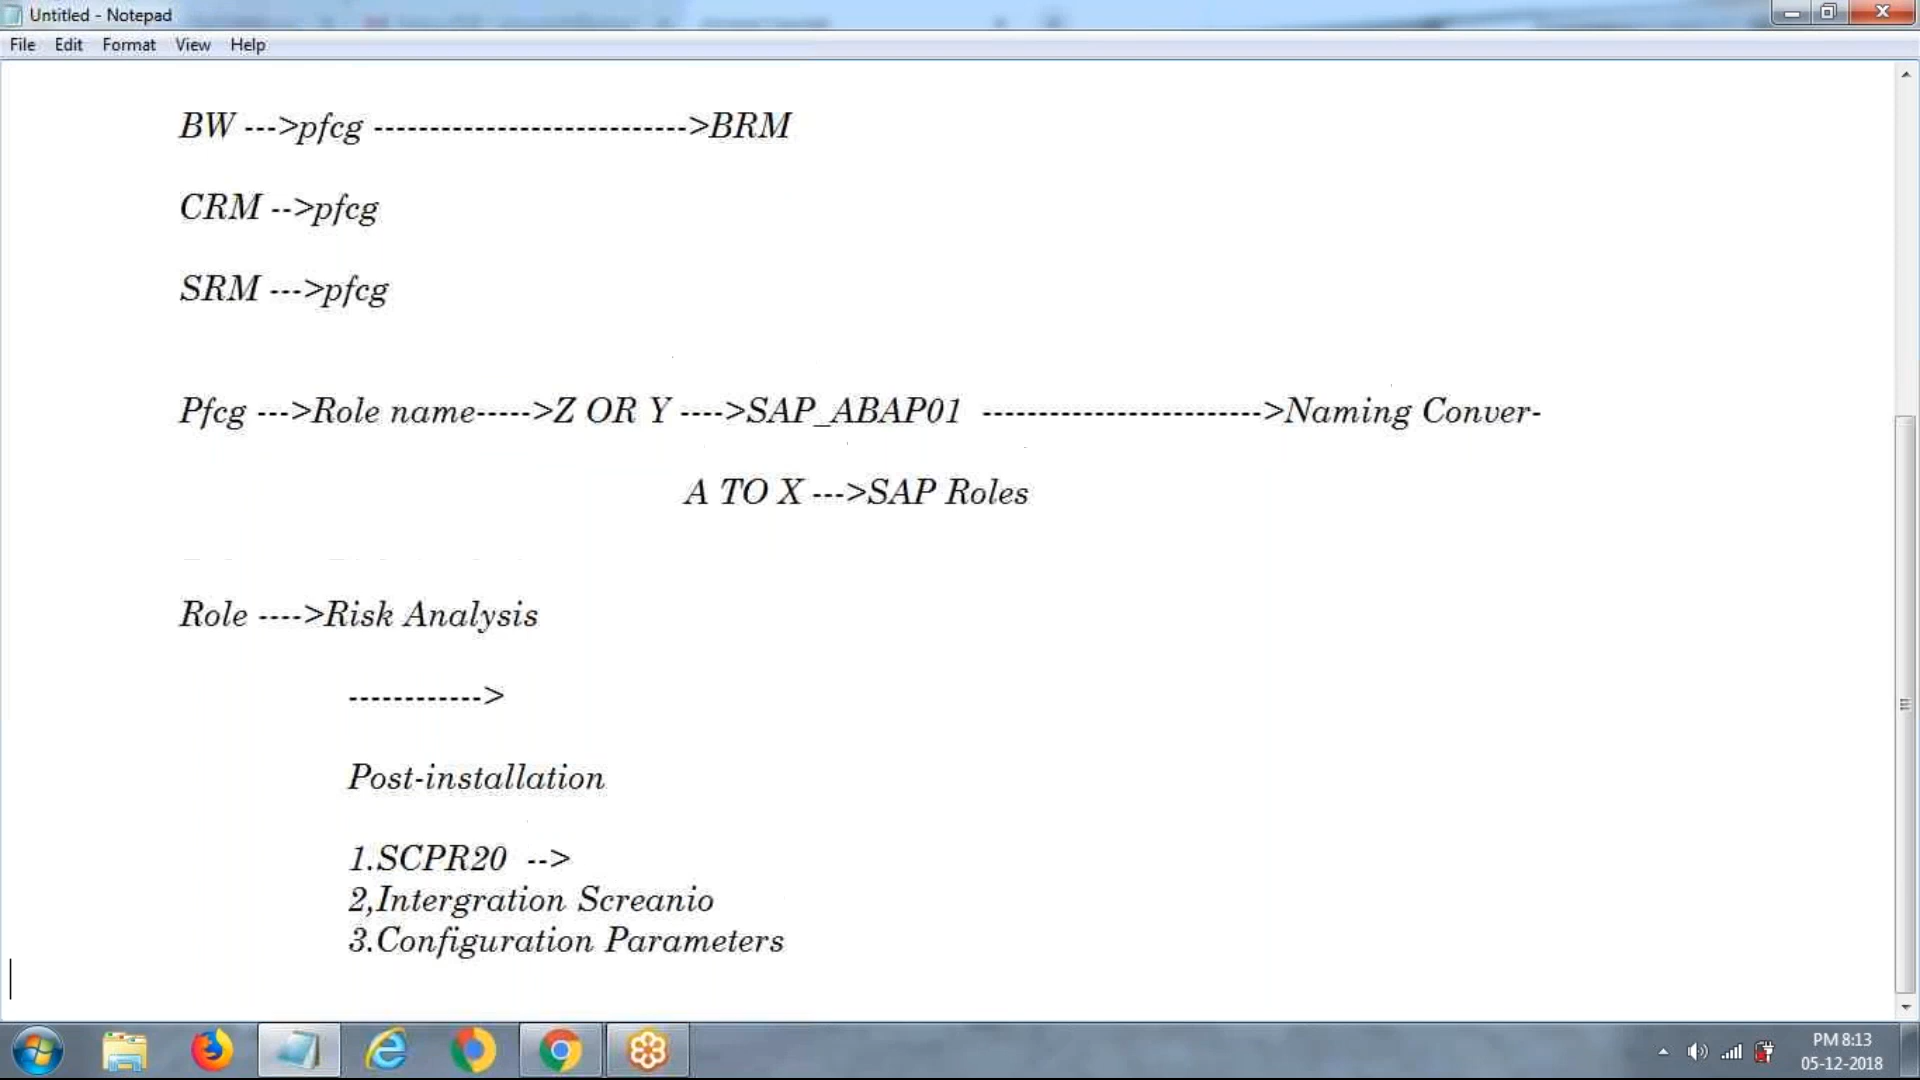 Untitled - Notepad
File Edit Format View Help
BW --->pfcg ---------------------------->BRM
CRM -->pfcg
SRM --->pfcg
Pfcg --->Role name----->Z OR Y ---->SAP_ABAP01 ------------------------->Naming Conver-
A TO X --->SAP Roles
Role ---->Risk Analysis
------------>
Post-installation
1.SCPR20 -->
2,Intergration Screanio
3.Configuration Parameters
PM 8:13
05-12-2018